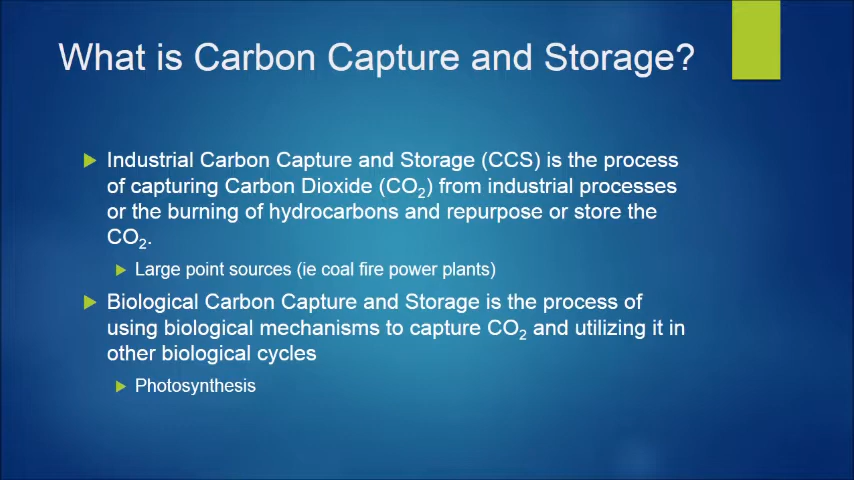 What is Carbon Capture and Storage?
Industrial Carbon Capture and Storage (CCS) is the process
of capturing Carbon Dioxide (CO₂) from industrial processes
or the burning of hydrocarbons and repurpose or store the
CO₂.
Large point sources (ie coal fire power plants)
Biological Carbon Capture and Storage is the process of
using biological mechanisms to capture CO₂ and utilizing it in
other biological cycles
Photosynthesis